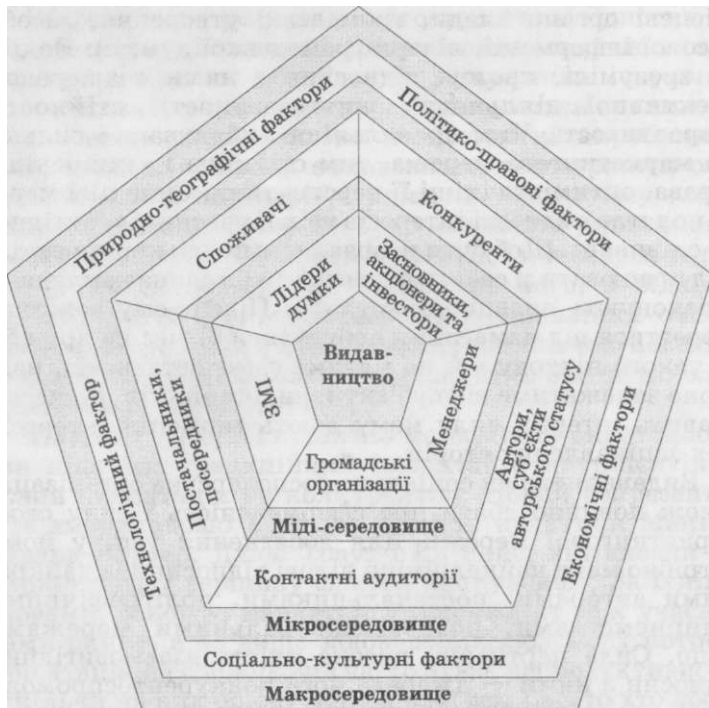 Природно-географічні фактори
Політико-правові фактори
Споживачі
Конкуренти
Лідери
думки
Засновники,
акціонери та
інвестори
Видав-
ництво
ЗМІ
Менеджери
Постачальники,
посередники
Автори,
суб'єкти
авторського статусу
Технологічний фактор
Економічні фактори
Громадські
організації
Міді-середовище
Контактні аудиторії
Мікросередовище
Соціально-культурні фактори
Макросередовище